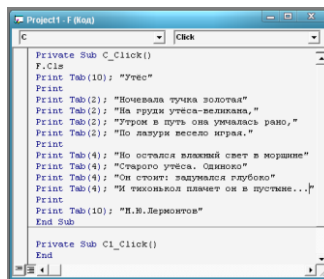 Project1 - F (Код)
C Click
Private Sub C_Click()
F.Cls
Print Tab(10); "Утёс"
Print
Print Tab(2); "Ночевала тучка золотая"
Print Tab(2); "На груди утёса-великана,"
Print Tab(2); "Утром в путь она умчалась рано,"
Print Tab(2); "По лазури весело играя."
Print
Print Tab(4); "Но остался влажный свет в морщине"
Print Tab(4); "Старого утёса. Одиноко"
Print Tab(4); "Он стоит: задумался глубоко"
Print Tab(4); "И тихонькол плачет он в пустыне..."
Print
Print Tab(10); "М.Ю.Лермонтов"
End Sub
Private Sub C1_Click()
End